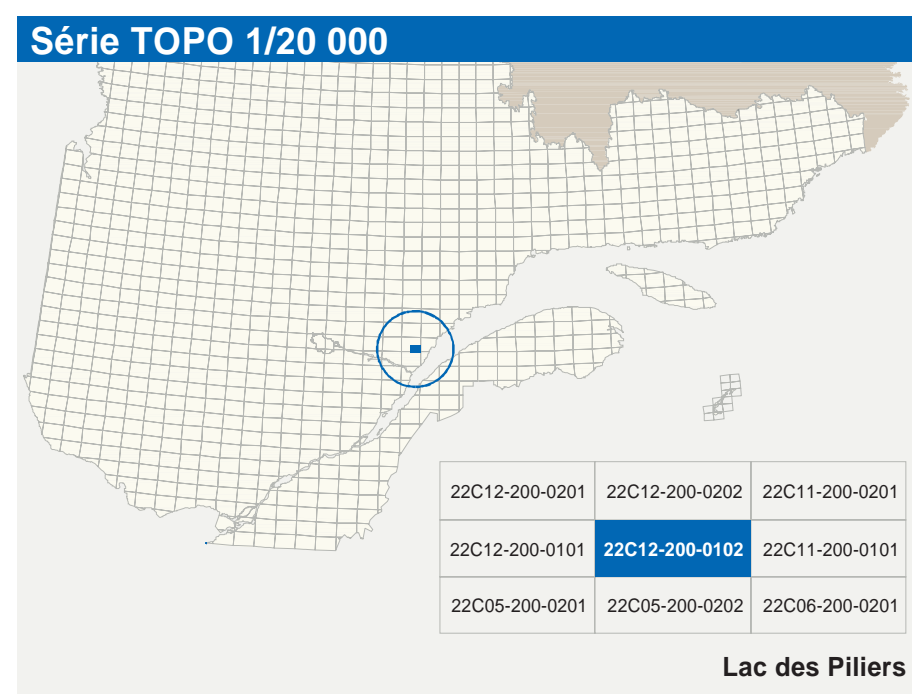 Série TOPO 1/20 000
22C12-200-0201 22C12-200-0202 22C11-200-0201
22C12-200-0101 22C12-200-0102 22C11-200-0101
22C05-200-0201 22C05-200-0202 22C06-200-0201
Lac des Piliers